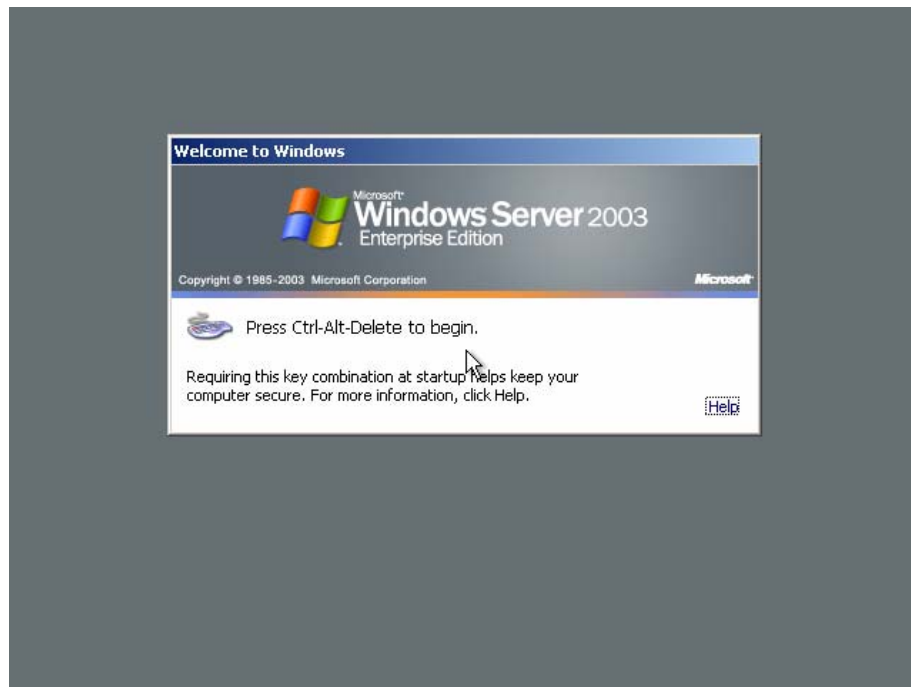 Welcome to Windows
Microsoft®
Windows Server 2003
Enterprise Edition
Copyright © 1985-2003 Microsoft Corporation
Microsoft®
Press Ctrl-Alt-Delete to begin.
Requiring this key combination at startup helps keep your
computer secure. For more information, click Help.
Help